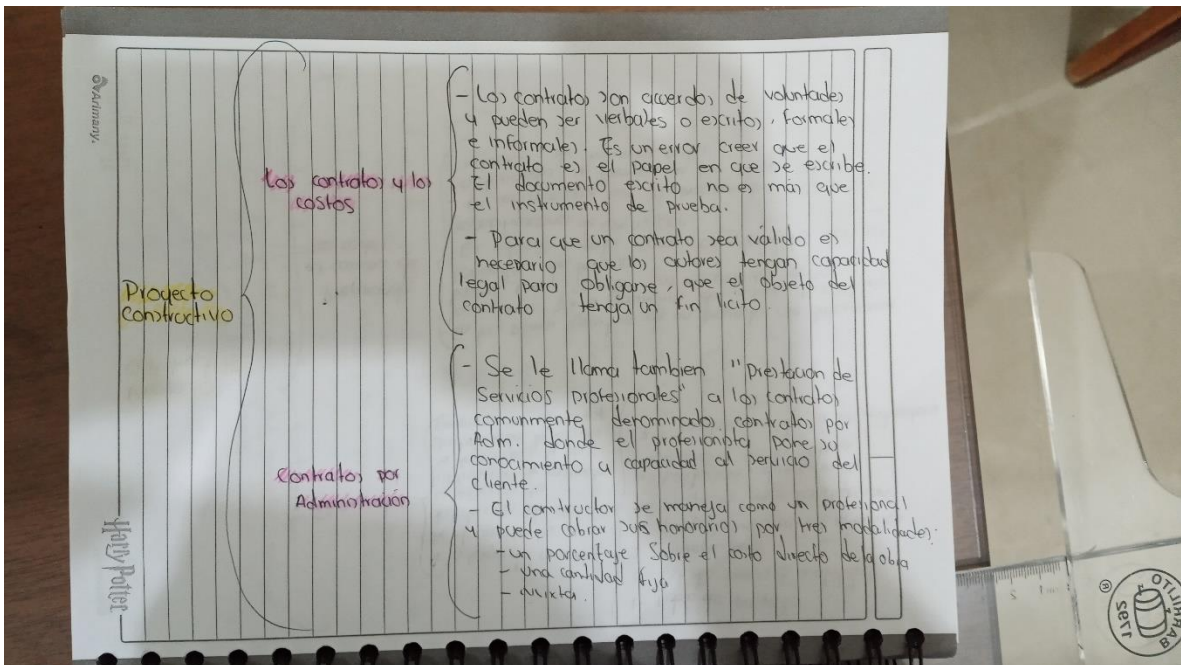 Proyecto
constructivo
Los contratos y los
costos
- Los contratos son acuerdos de voluntades
y pueden ser verbales o escritos, formales
e informales. Es un error creer que el
contrato es el papel en que se escribe.
El documento escrito no es más que
el instrumento de prueba.
- Para que un contrato sea válido es
necesario que los autores tengan capacidad
legal para obligarse, que el objeto del
contrato tenga un fin licito.
Contratos por
Administración
- Se le llama tambien "Prestacion de
Servicios profesionales" a los contratos
comunmente denominados contratos por
Adm. donde el profesionista pone su
conocimiento y capacidad al servicio del
cliente.
- El constructor se maneja como un profesional
y puede cobrar sus honorarios por tres modalidades:
- un porcentaje Sobre el costo directo de la obra
- una cantidad fija
- Mixta.
Arimany.
Harry Potter
BARRILITO
®